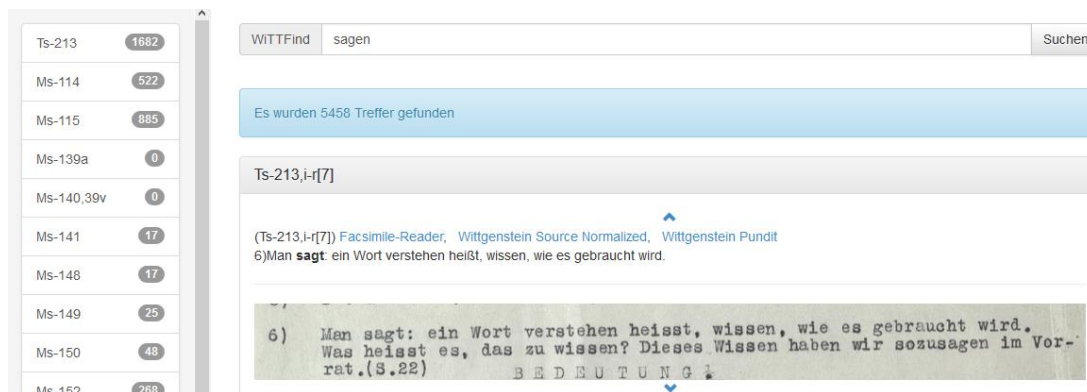 Ts-213 1682
Ms-114 522
Ms-115 885
Ms-139a 0
Ms-140,39v 0
Ms-141 17
Ms-148 17
Ms-149 25
Ms-150 48
Ms-152 268
WiTTFind sagen Suchen
Es wurden 5458 Treffer gefunden
Ts-213,i-r[7]
(Ts-213,i-r[7]) Facsimile-Reader, Wittgenstein Source Normalized, Wittgenstein Pundit
6)Man sagt: ein Wort verstehen heißt, wissen, wie es gebraucht wird.
6) Man sagt: ein Wort verstehen heisst, wissen, wie es gebraucht wird.
Was heisst es, das zu wissen? Dieses Wissen haben wir sozusagen im Vor-
rat.(S.22) BEDEUTUNG